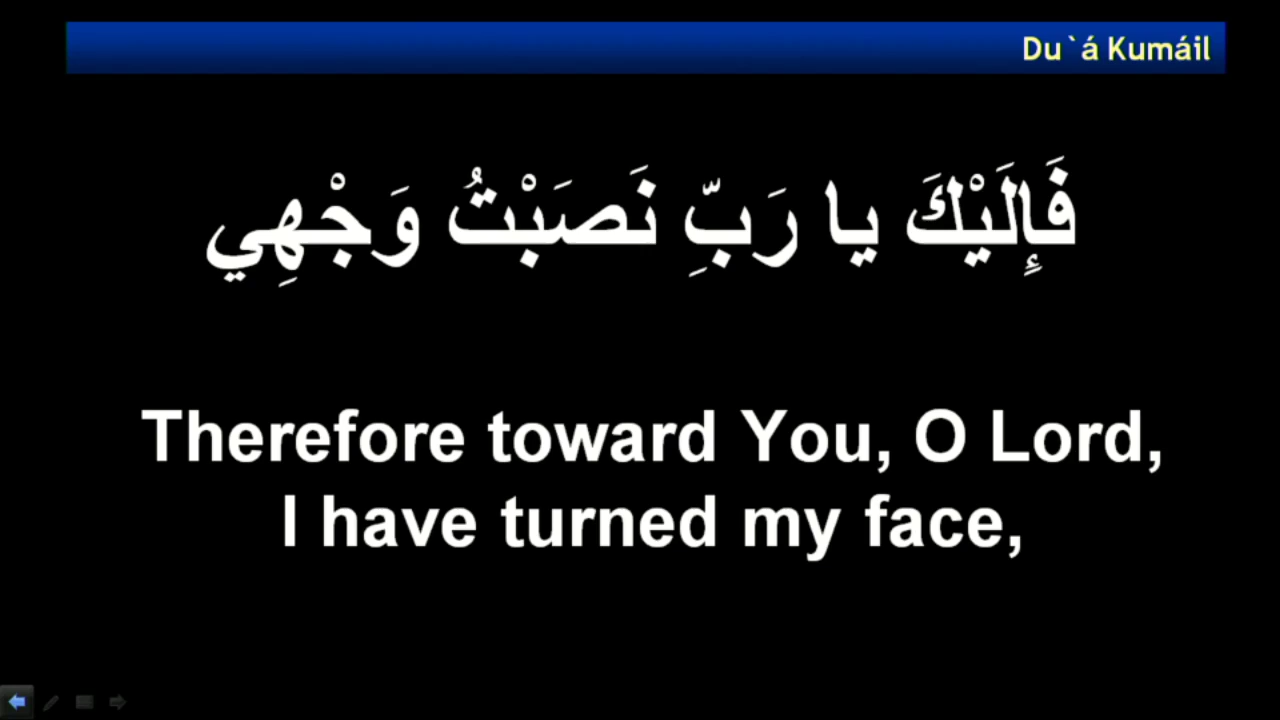 Du`á Kumáil
فَإِلَيْكَ يا رَبِّ نَصَبْتُ وَجْهِي
Therefore toward You, O Lord,
I have turned my face,